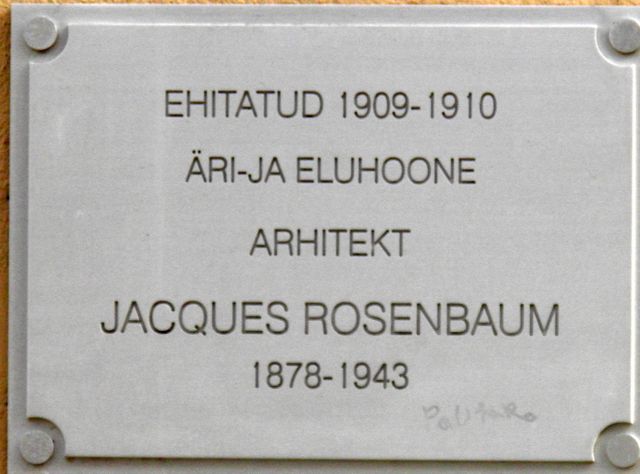 EHITATUD 1909-1910
ÄRI-JA ELUHOONE
ARHITEKT
JACQUES ROSENBAUM
1878-1943